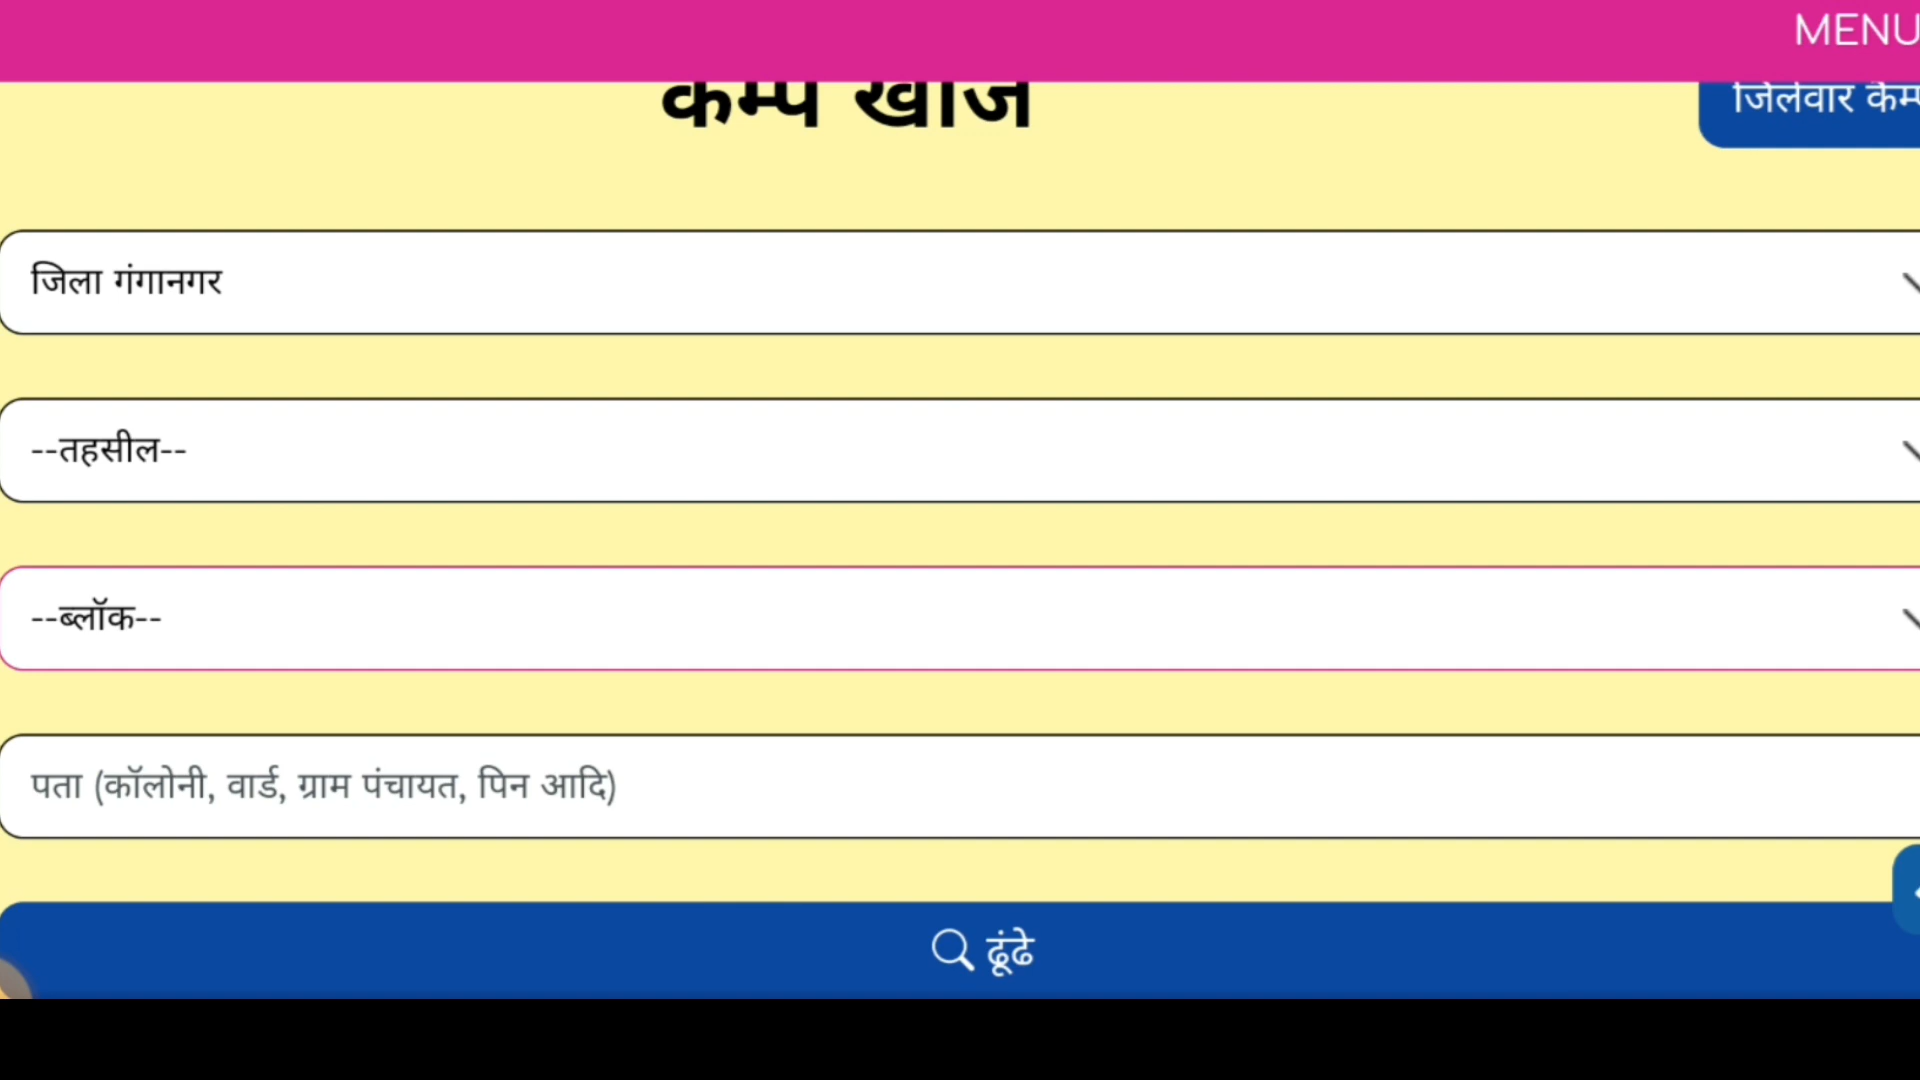 MENU
कैम्प खोज
जिलेवार
जिला गंगानगर
--तहसील--
--ब्लॉक--
पता (कॉलोनी, वार्ड, ग्राम पंचायत, पिन आदि)
ढूंढे